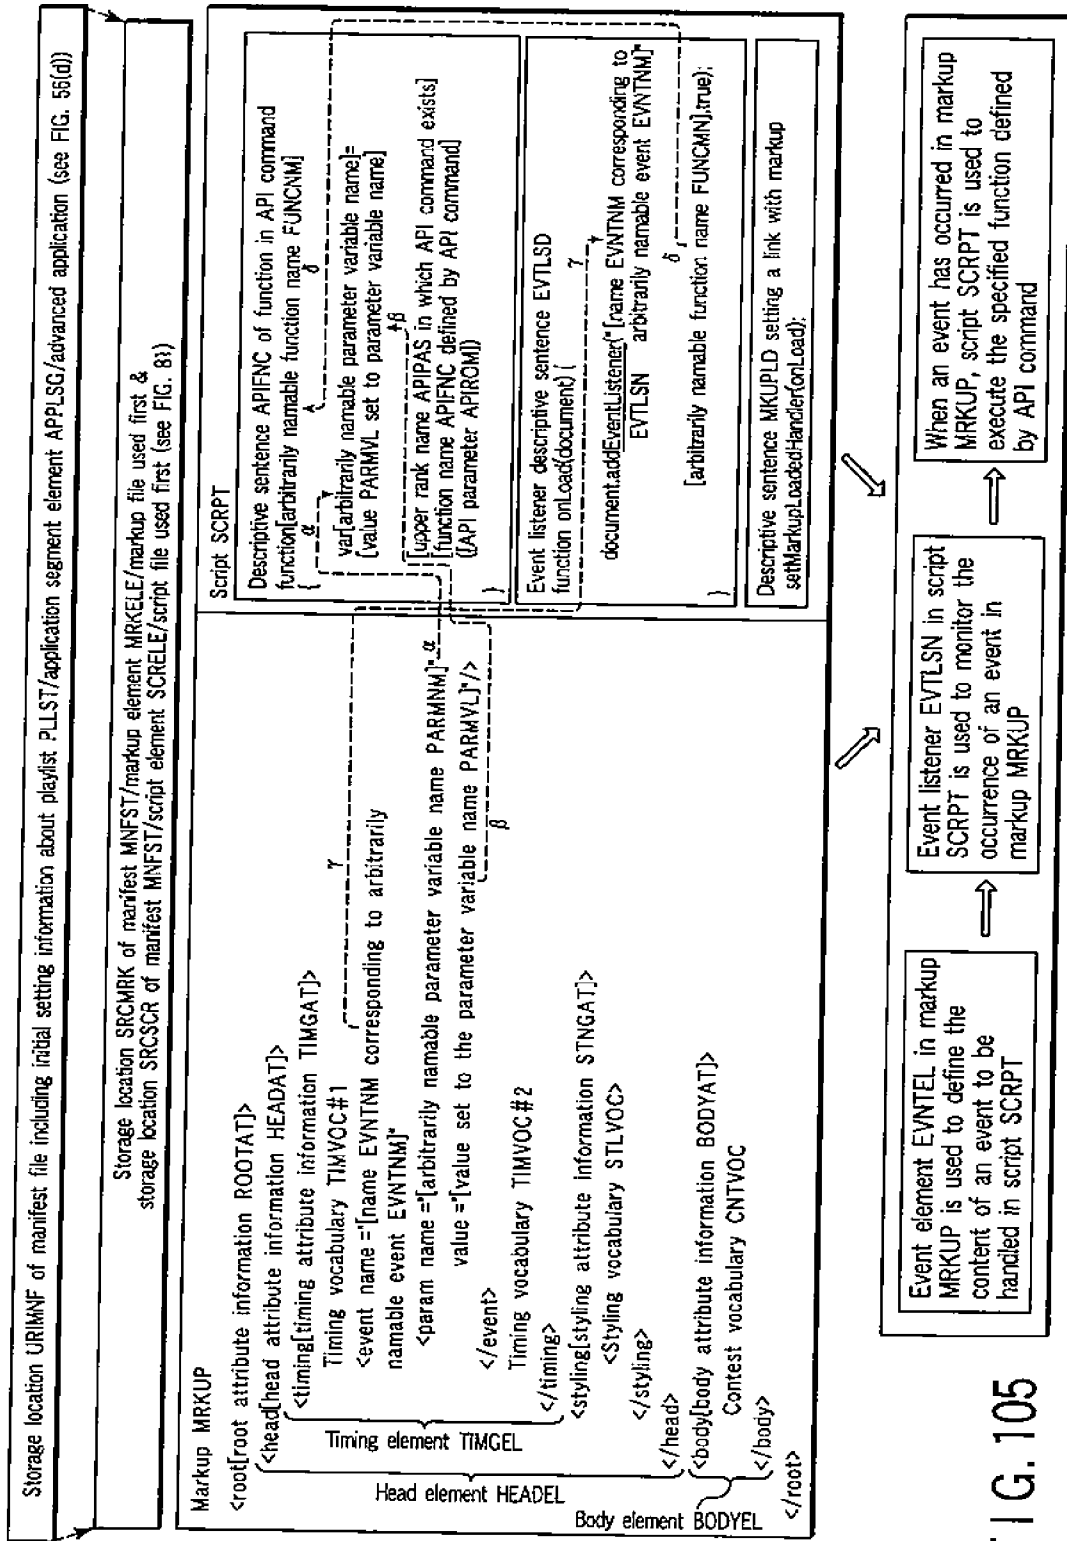 Storage location URIMNF of manifest file including initial setting information about playlist PLLST/application segment element APPLSG/advanced application (see FIG. 56(d))
Storage location SRCMRK of manifest MNFST/markup element MRKELE/markup file used first &
storage location SRCSCR of manifest MNFST/script element SCRELE/script file used first (see FIG. 81)
Markup MRKUP
<root[root attribute information ROOTAT]>
<head[head attribute information HEADAT]>
<timing[timing attribute information TIMGAT]>
Timing vocabulary TIMVOC#1
γ
<event name ="[name EVNTNM corresponding to arbitrarily
namable event EVNTNM]"
<param name ="[arbitrarily namable parameter variable name PARMNM]"
α
value ="[value set to the parameter variable name PARMVL]"/>
β
</event>
Timing vocabulary TIMVOC#2
</timing>
<styling[styling attribute information STNGAT]>
<Styling vocabulary STLVOC>
</styling>
</head>
<body[body attribute information BODYAT]>
Contest vocabulary CNTVOC
</body>
</root>
Timing element TIMGEL
Head element HEADEL
Body element BODYEL
Script SCRPT
Descriptive sentence APIFNC of function in API command
function[arbitrarily namable function name FUNCNM]
{
α
δ
var[arbitrarily namable parameter variable name]=
[value PARMVL set to parameter variable name]
β
[upper rank name APIPAS in which API command exists]
[function name APIFNC defined by API command]
([API parameter APIROM])
}
Event listener descriptive sentence EVTLSD
function onLoad(document) {
γ
document.addEventListener("[name EVNTNM corresponding to
EVTLSN arbitrarily namable event EVNTNM]"
δ
[arbitrarily namable function name FUNCMN],true);
}
Descriptive sentence MKUPLD setting a link with markup
setMarkupLoadedHandler(onLoad);
Event element EVNTEL in markup
MRKUP is used to define the
content of an event to be
handled in script SCRPT
Event listener EVTLSN in script
SCRPT is used to monitor the
occurrence of an event in
markup MRKUP
When an event has occurred in markup
MRKUP, script SCRPT is used to
execute the specified function defined
by API command
FIG. 105